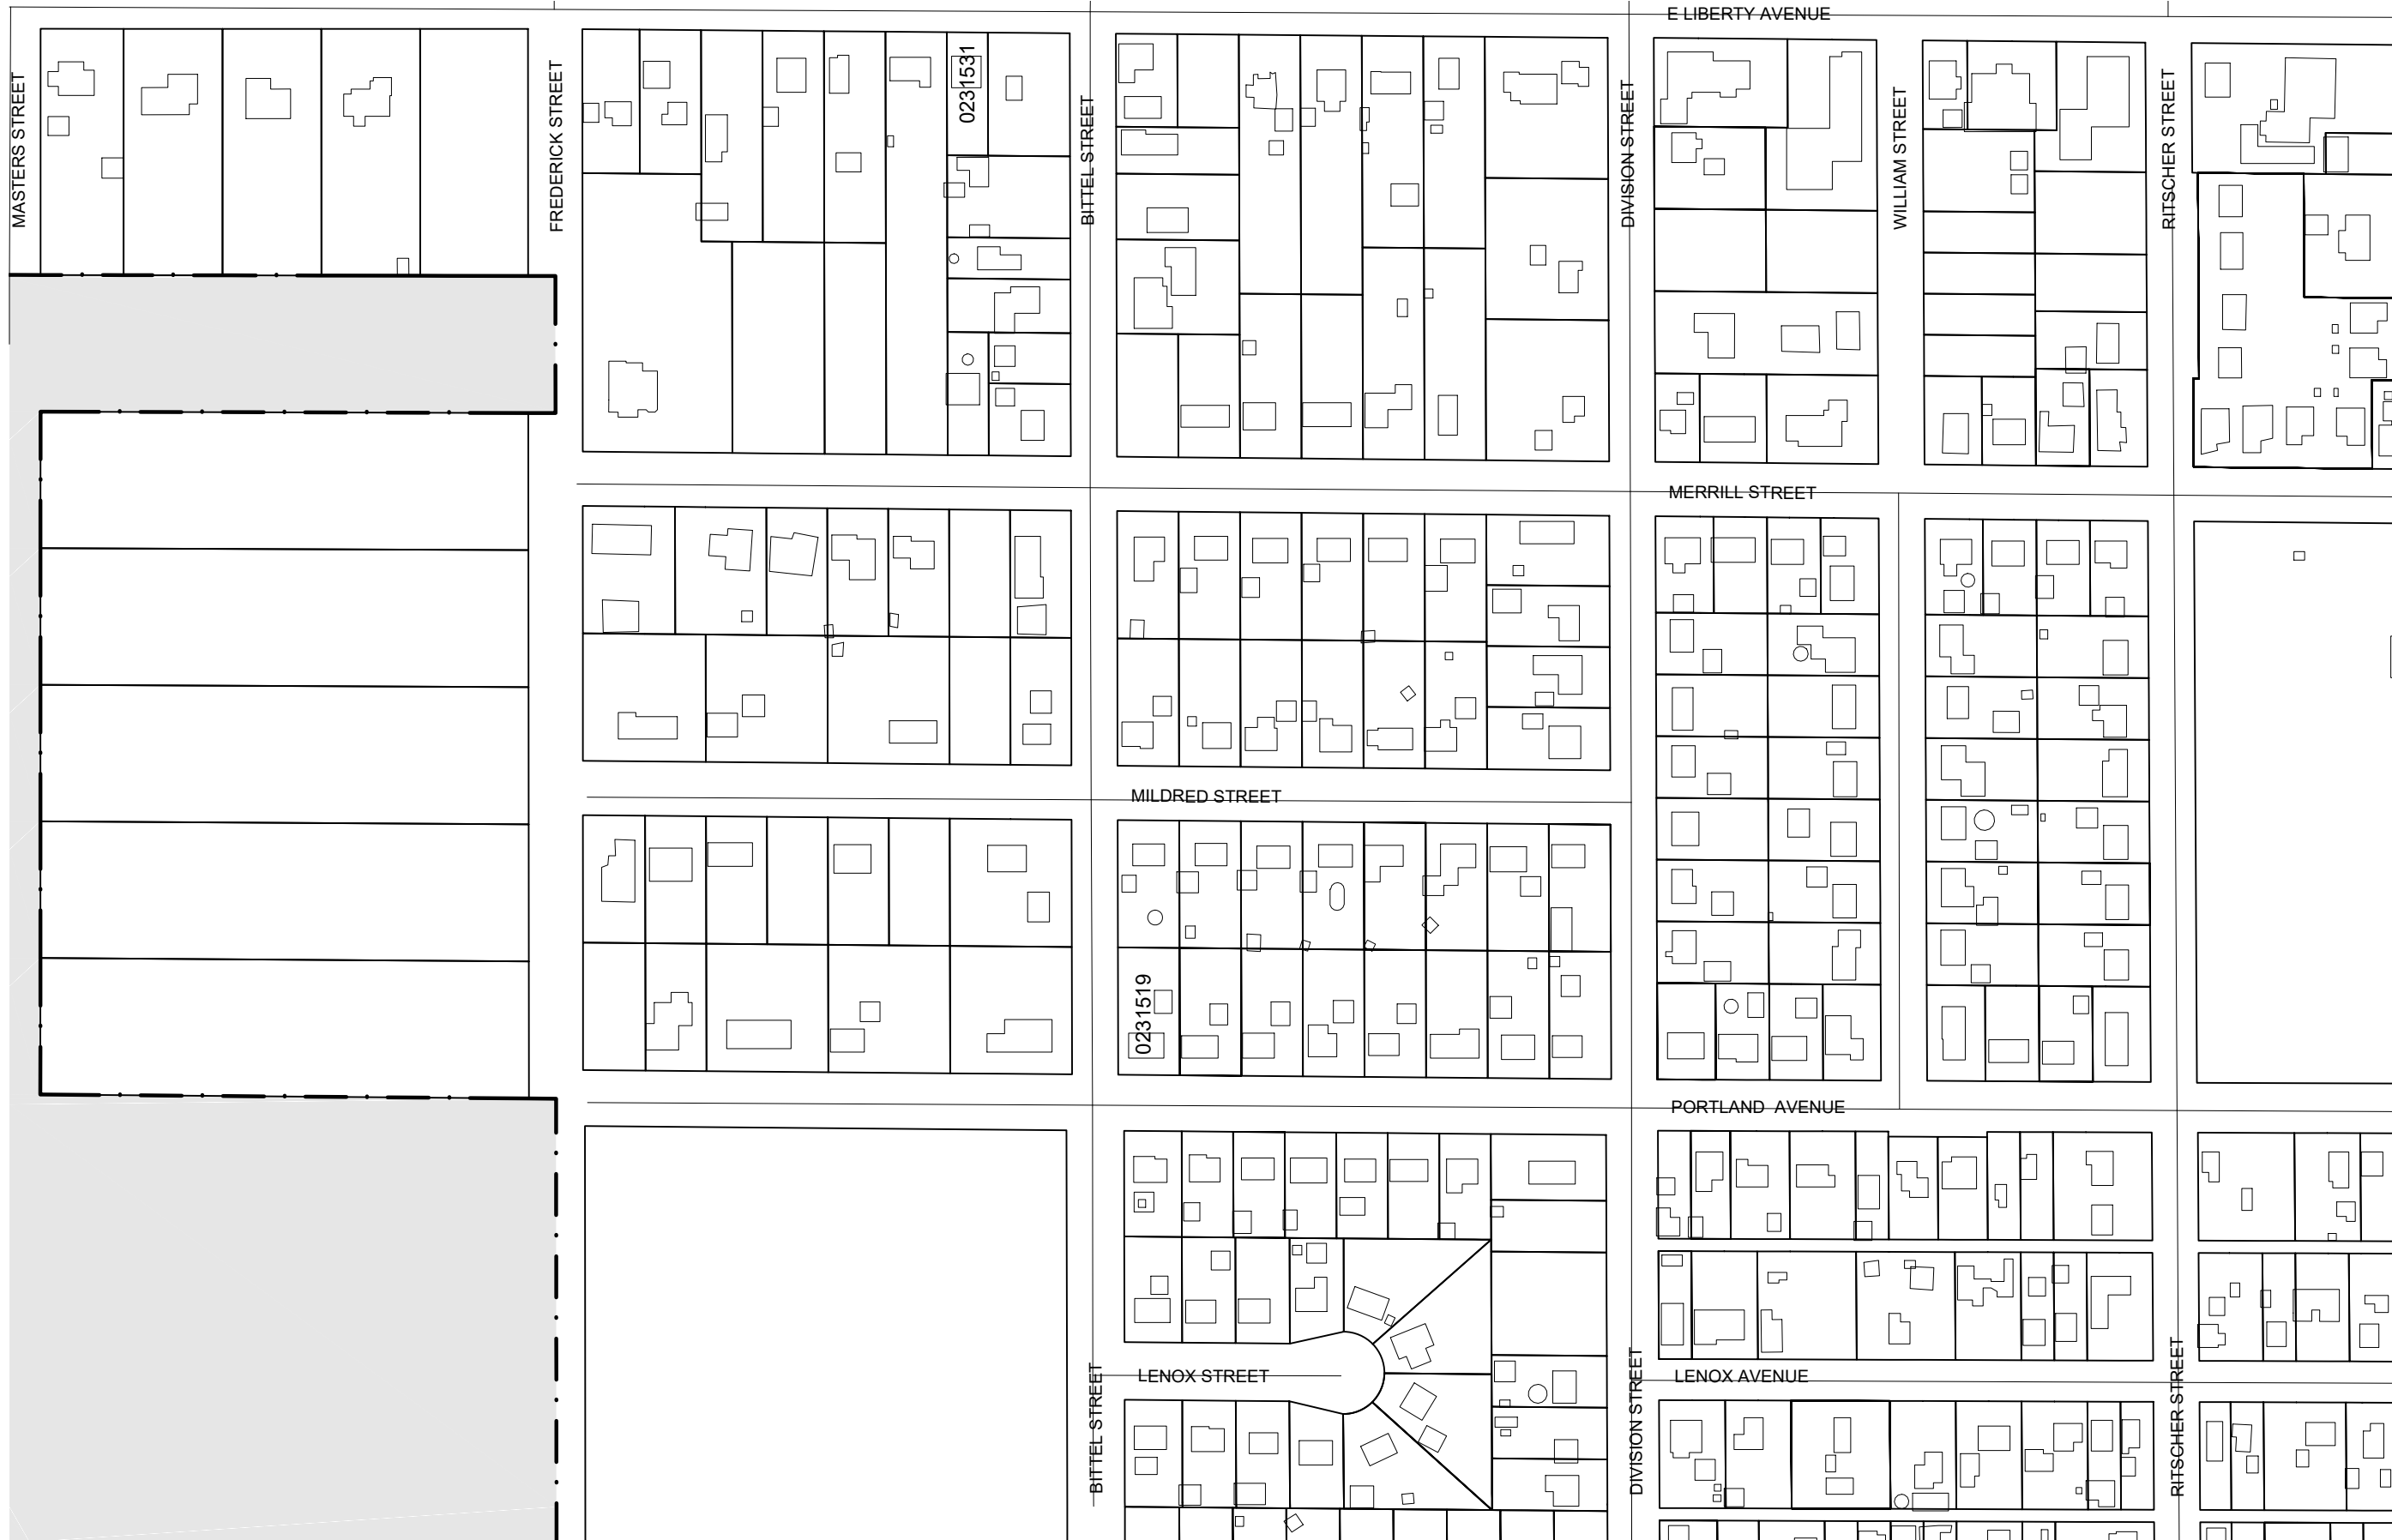 E LIBERTY AVENUE
MASTERS STREET
FREDERICK STREET
0231531
BITTEL STREET
DIVISION STREET
WILLIAM STREET
RITSCHER STREET
MERRILL STREET
MILDRED STREET
0231519
PORTLAND AVENUE
BITTEL STREET
LENOX STREET
DIVISION STREET
LENOX AVENUE
RITSCHER STREET